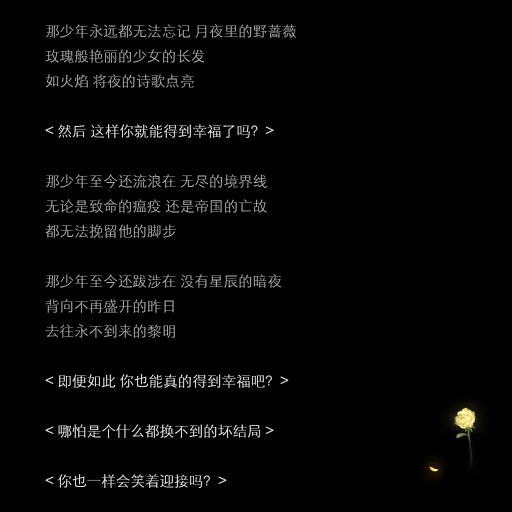 那少年永远都无法忘记 月夜里的野蔷薇
玫瑰般艳丽的少女的长发
如火焰 将夜的诗歌点亮
< 然后 这样你就能得到幸福了吗？ >
那少年至今还流浪在 无尽的境界线
无论是致命的瘟疫 还是帝国的亡故
都无法挽留他的脚步
那少年至今还跋涉在 没有星辰的暗夜
背向不再盛开的昨日
去往永不到来的黎明
< 即便如此 你也能真的得到幸福吧？ >
< 哪怕是个什么都换不到的坏结局 >
< 你也一样会笑着迎接吗？ >